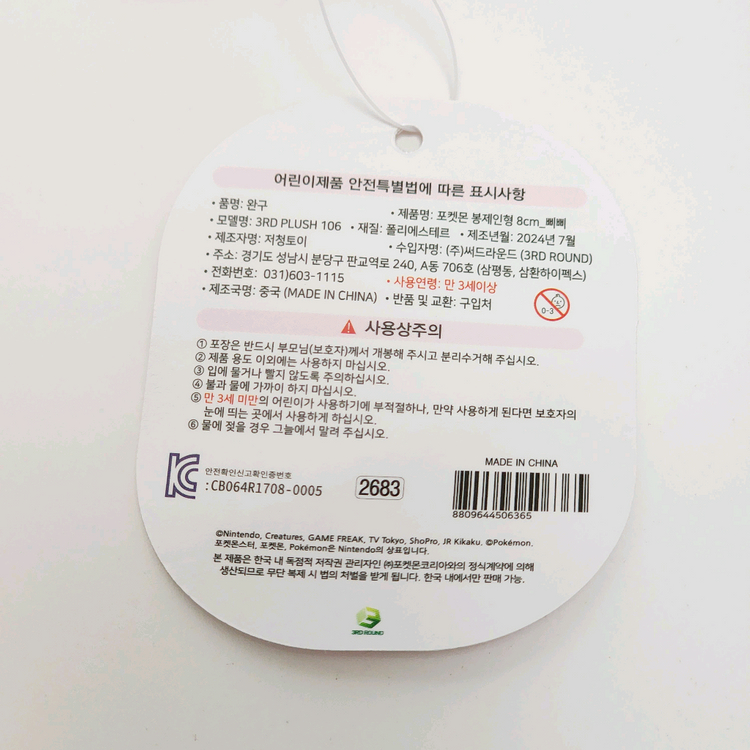 어린이제품 안전특별법에 따른 표시사항
• 품명: 완구 • 제품명: 포켓몬 봉제인형 8cm_삐삐
• 모델명: 3RD PLUSH 106 • 재질: 폴리에스테르 • 제조년월: 2024년 7월
• 제조자명: 저청토이 • 수입자명: (주)써드라운드 (3RD ROUND)
• 주소: 경기도 성남시 분당구 판교역로 240, A동 706호 (삼평동, 삼환하이펙스)
• 전화번호: 031)603-1115 • 사용연령: 만 3세이상
• 제조국명: 중국 (MADE IN CHINA) • 반품 및 교환: 구입처
0-3
사용상주의
① 포장은 반드시 부모님(보호자)께서 개봉해 주시고 분리수거해 주십시오.
② 제품 용도 이외에는 사용하지 마십시오.
③ 입에 물거나 빨지 않도록 주의하십시오.
④ 불과 물에 가까이 하지 마십시오.
⑤ 만 3세 미만의 어린이가 사용하기에 부적절하나, 만약 사용하게 된다면 보호자의
눈에 띄는 곳에서 사용하게 하십시오.
⑥ 물에 젖을 경우 그늘에서 말려 주십시오.
안전확인신고확인증번호
:CB064R1708-0005
2683
MADE IN CHINA
8809644506365
©Nintendo, Creatures, GAME FREAK, TV Tokyo, ShoPro, JR Kikaku. ©Pokémon.
포켓몬스터, 포켓몬, Pokémon은 Nintendo의 상표입니다.
본 제품은 한국 내 독점적 저작권 관리자인 ㈜포켓몬코리아와의 정식계약에 의해
생산되므로 무단 복제 시 법의 처벌을 받게 됩니다. 한국 내에서만 판매 가능.
3RD ROUND